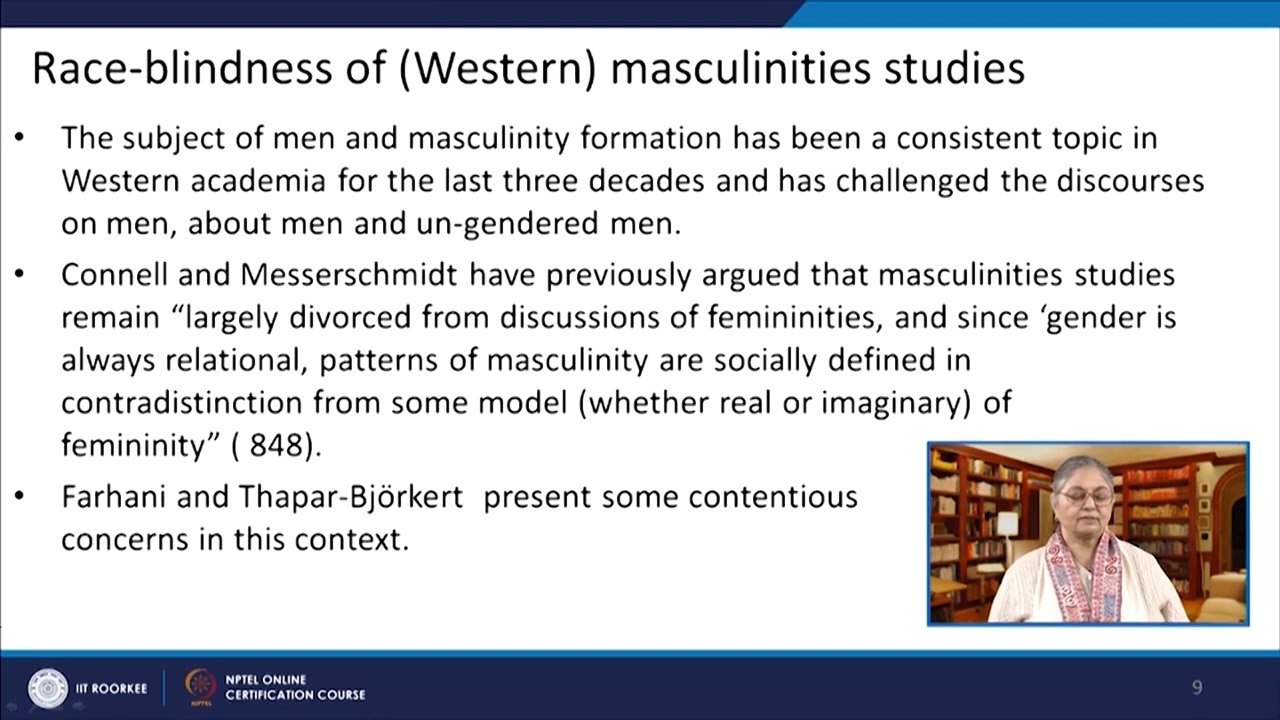 Race-blindness of (Western) masculinities studies
• The subject of men and masculinity formation has been a consistent topic in
Western academia for the last three decades and has challenged the discourses
on men, about men and un-gendered men.
• Connell and Messerschmidt have previously argued that masculinities studies
remain “largely divorced from discussions of femininities, and since ‘gender is
always relational, patterns of masculinity are socially defined in
contradistinction from some model (whether real or imaginary) of
femininity” ( 848).
• Farhani and Thapar-Björkert present some contentious
concerns in this context.
IIT ROORKEE
NPTEL
NPTEL ONLINE
CERTIFICATION COURSE
9